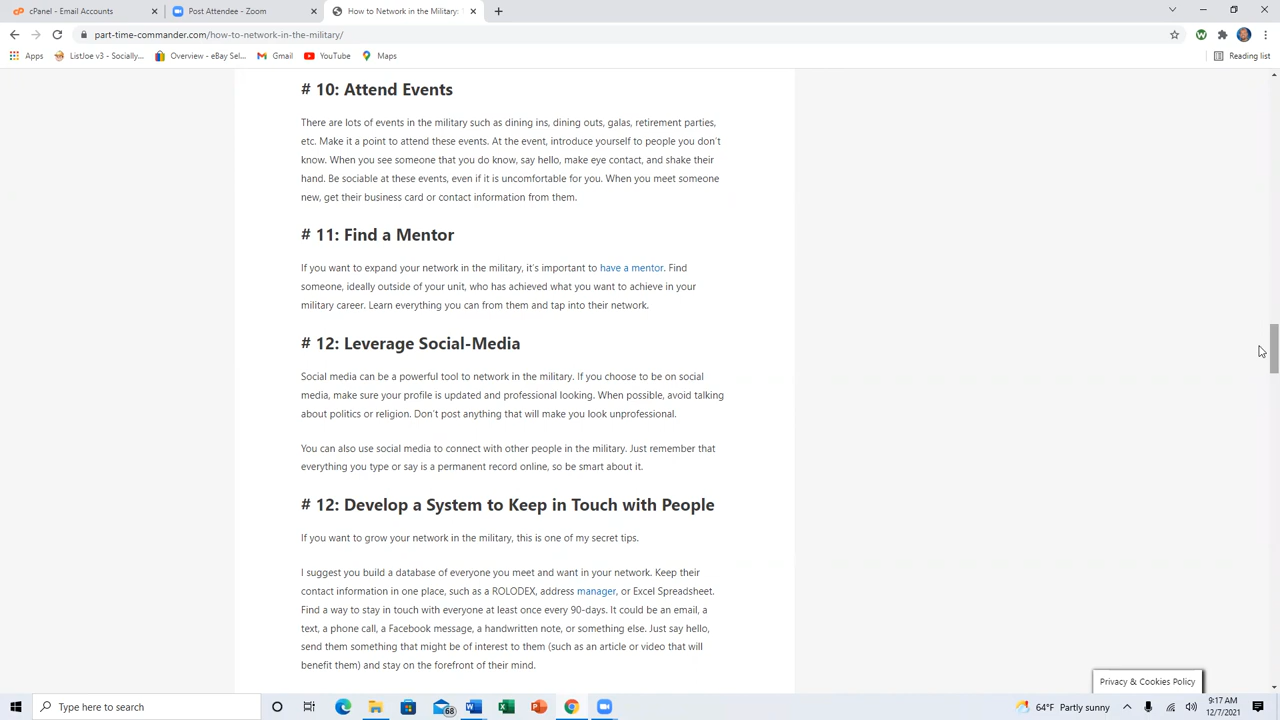 cPanel - Email Accounts
Post Attendee - Zoom
How to Network in the Military:
part-time-commander.com/how-to-network-in-the-military/
Apps
ListJoe v3 - Socially...
Overview - eBay Sel...
Gmail
YouTube
Maps
Reading list
# 10: Attend Events
There are lots of events in the military such as dining ins, dining outs, galas, retirement parties,
etc. Make it a point to attend these events. At the event, introduce yourself to people you don't
know. When you see someone that you do know, say hello, make eye contact, and shake their
hand. Be sociable at these events, even if it is uncomfortable for you. When you meet someone
new, get their business card or contact information from them.
# 11: Find a Mentor
If you want to expand your network in the military, it's important to have a mentor. Find
someone, ideally outside of your unit, who has achieved what you want to achieve in your
military career. Learn everything you can from them and tap into their network.
# 12: Leverage Social-Media
Social media can be a powerful tool to network in the military. If you choose to be on social
media, make sure your profile is updated and professional looking. When possible, avoid talking
about politics or religion. Don't post anything that will make you look unprofessional.
You can also use social media to connect with other people in the military. Just remember that
everything you type or say is a permanent record online, so be smart about it.
# 12: Develop a System to Keep in Touch with People
If you want to grow your network in the military, this is one of my secret tips.
I suggest you build a database of everyone you meet and want in your network. Keep their
contact information in one place, such as a ROLODEX, address manager, or Excel Spreadsheet.
Find a way to stay in touch with everyone at least once every 90-days. It could be an email, a
text, a phone call, a Facebook message, a handwritten note, or something else. Just say hello,
send them something that might be of interest to them (such as an article or video that will
benefit them) and stay on the forefront of their mind.
Privacy & Cookies Policy
Type here to search
68
64°F Partly sunny
9:17 AM
12/7/2021